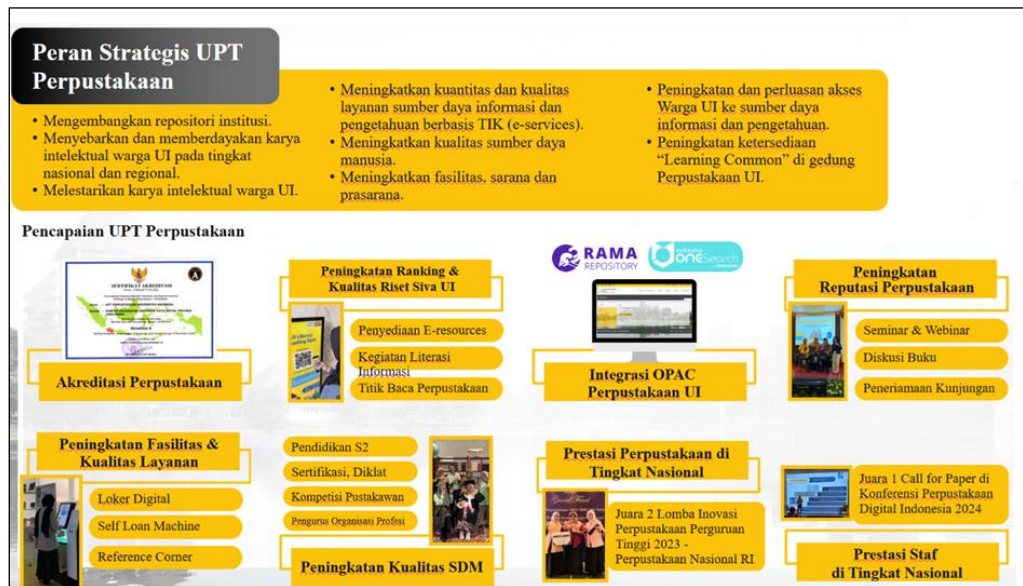 Peran Strategis UPT
Perpustakaan
• Mengembangkan repositori institusi.
• Menyebarkan dan memberdayakan karya
intelektual warga UI pada tingkat
nasional dan regional.
• Melestarikan karya intelektual warga UI.
• Meningkatkan kuantitas dan kualitas
layanan sumber daya informasi dan
pengetahuan berbasis TIK (e-services).
• Meningkatkan kualitas sumber daya
manusia.
• Meningkatkan fasilitas, sarana dan
prasarana.
• Peningkatan dan perluasan akses
Warga UI ke sumber daya
informasi dan pengetahuan.
• Peningkatan ketersediaan
“Learning Common” di gedung
Perpustakaan UI.
Pencapaian UPT Perpustakaan
SERTIFIKAT AKREDITASI
Akreditasi Perpustakaan
Peningkatan Ranking &
Kualitas Riset Siva UI
Penyediaan E-resources
Kegiatan Literasi
Informasi
Titik Baca Perpustakaan
RAMA
REPOSITORY
oneSearch
Integrasi OPAC
Perpustakaan UI
Peningkatan
Reputasi Perpustakaan
Seminar & Webinar
Diskusi Buku
Peneriamaan Kunjungan
Peningkatan Fasilitas &
Kualitas Layanan
Loker Digital
Self Loan Machine
Reference Corner
Pendidikan S2
Sertifikasi, Diklat
Kompetisi Pustakawan
Pengurus Organisasi Profesi
Peningkatan Kualitas SDM
Prestasi Perpustakaan di
Tingkat Nasional
Juara 2 Lomba Inovasi
Perpustakaan Perguruan
Tinggi 2023 -
Perpustakaan Nasional RI
Juara 1 Call for Paper di
Konferensi Perpustakaan
Digital Indonesia 2024
Prestasi Staf
di Tingkat Nasional